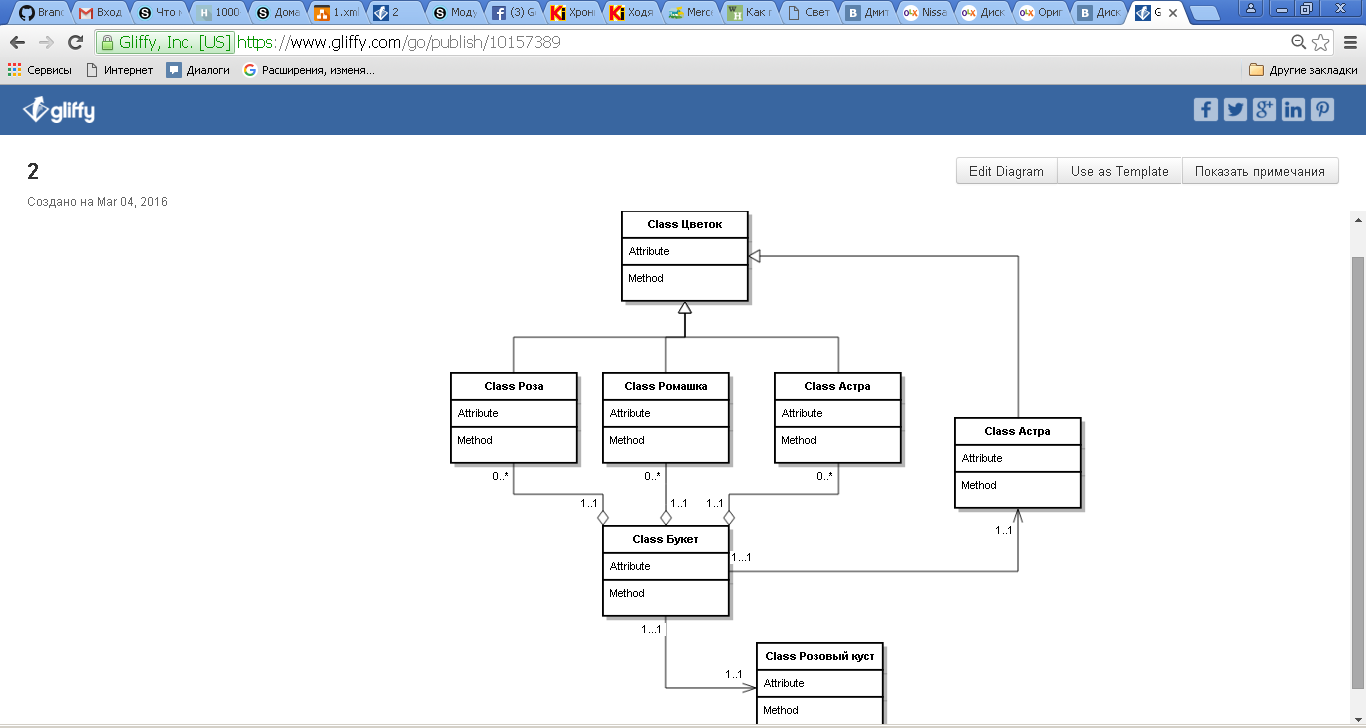 Branc Вход Что 1000 Дома 1.xml 2 Моду (3) Хрон Ходя Merc Как Свет Дмит Nissa Диск Ориг Диск G
Gliffy, Inc. [US] https://www.gliffy.com/go/publish/10157389
Сервисы Интернет Диалоги Расширения, изменя... Другие закладки
gliffy
2 Edit Diagram Use as Template Показать примечания
Создано на Mar 04, 2016
Class Цветок
Attribute
Method
Class Роза Class Ромашка Class Астра
Attribute Attribute Attribute
Method Method Method
Class Астра
Attribute
Method
0..* 0..* 0..*
1..1 1..1 1..1
Class Букет
Attribute
Method
1..1
1...1
1...1
Class Розовый куст
1..1
Attribute
Method